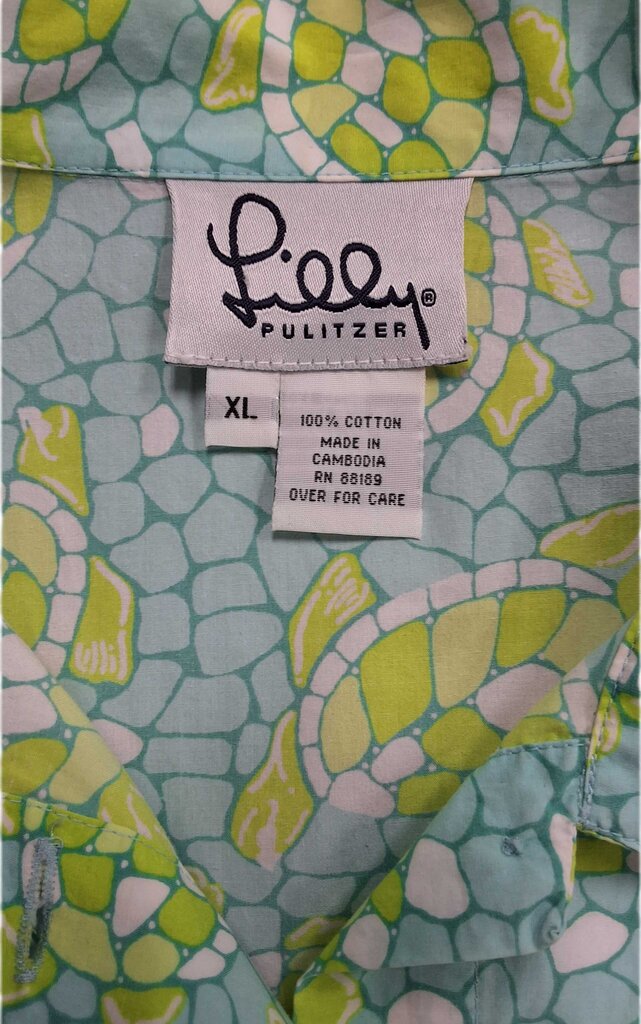 Lilly®
PULITZER
XL
100% COTTON
MADE IN
CAMBODIA
RN 88189
OVER FOR CARE